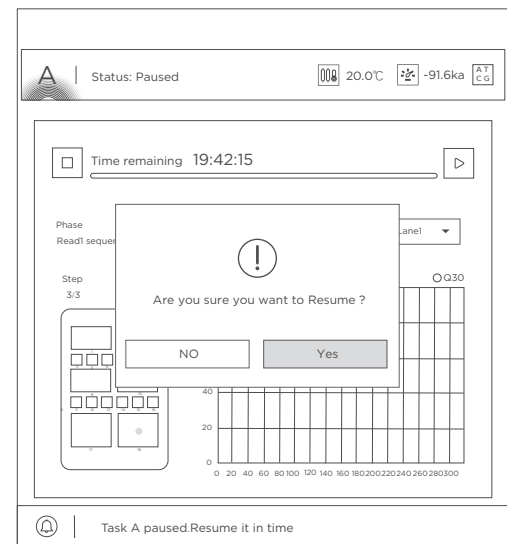 A
Status: Paused
20.0℃
-91.6ka
A T
C G
Time remaining 19:42:15
Phase
Read1 sequen
Lane1
Step
3/3
Q30
Are you sure you want to Resume ?
NO
Yes
40
20
0
0 20 40 60 80 100 120 140 160 180 200 220 240 260 280 300
17
Task A paused.Resume it in time